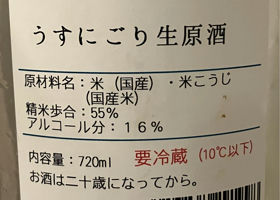 うすにごり生原酒
原材料名：米（国産）・米こうじ
（国産米）
精米歩合：55％
アルコール分：１６％
内容量：720ml　要冷蔵（10℃以下）
お酒は二十歳になってから。